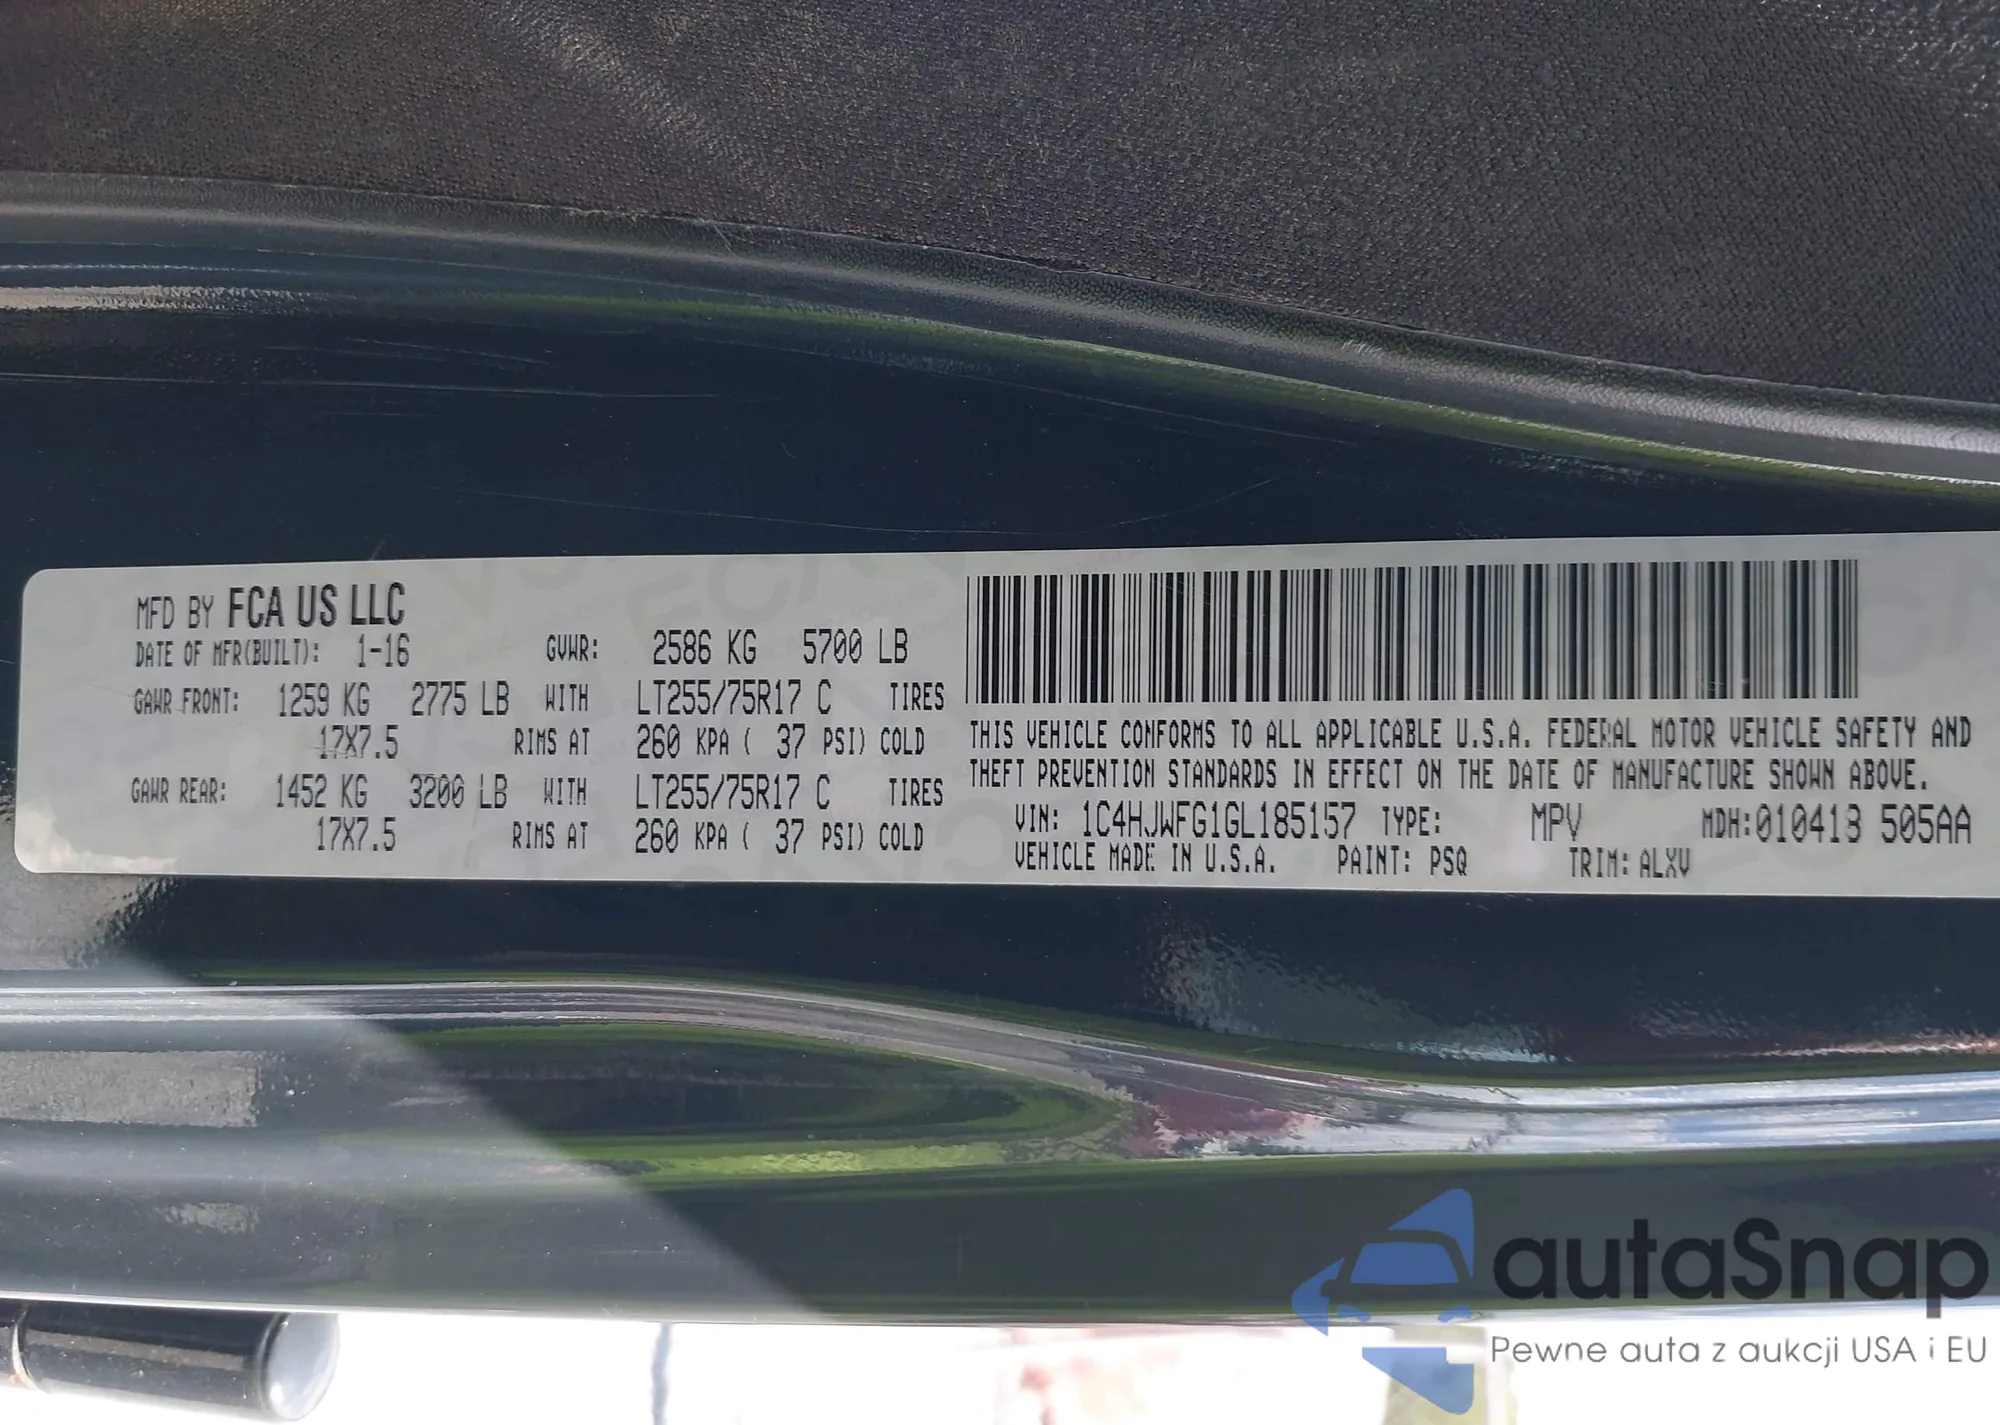 MFD BY FCA US LLC
DATE OF MFR(BUILT): 1-16 GVWR: 2586 KG 5700 LB
GAWR FRONT: 1259 KG 2775 LB WITH LT255/75R17 C TIRES
17X7.5 RIMS AT 260 KPA ( 37 PSI) COLD
GAWR REAR: 1452 KG 3200 LB WITH LT255/75R17 C TIRES
17X7.5 RIMS AT 260 KPA ( 37 PSI) COLD
THIS VEHICLE CONFORMS TO ALL APPLICABLE U.S.A. FEDERAL MOTOR VEHICLE SAFETY AND
THEFT PREVENTION STANDARDS IN EFFECT ON THE DATE OF MANUFACTURE SHOWN ABOVE.
VIN: 1C4HJWFG1GL185157 TYPE: MPV MDH:010413 505AA
VEHICLE MADE IN U.S.A. PAINT: PSQ TRIM: ALXV
autaSnap
Pewne auta z aukcji USA i EU